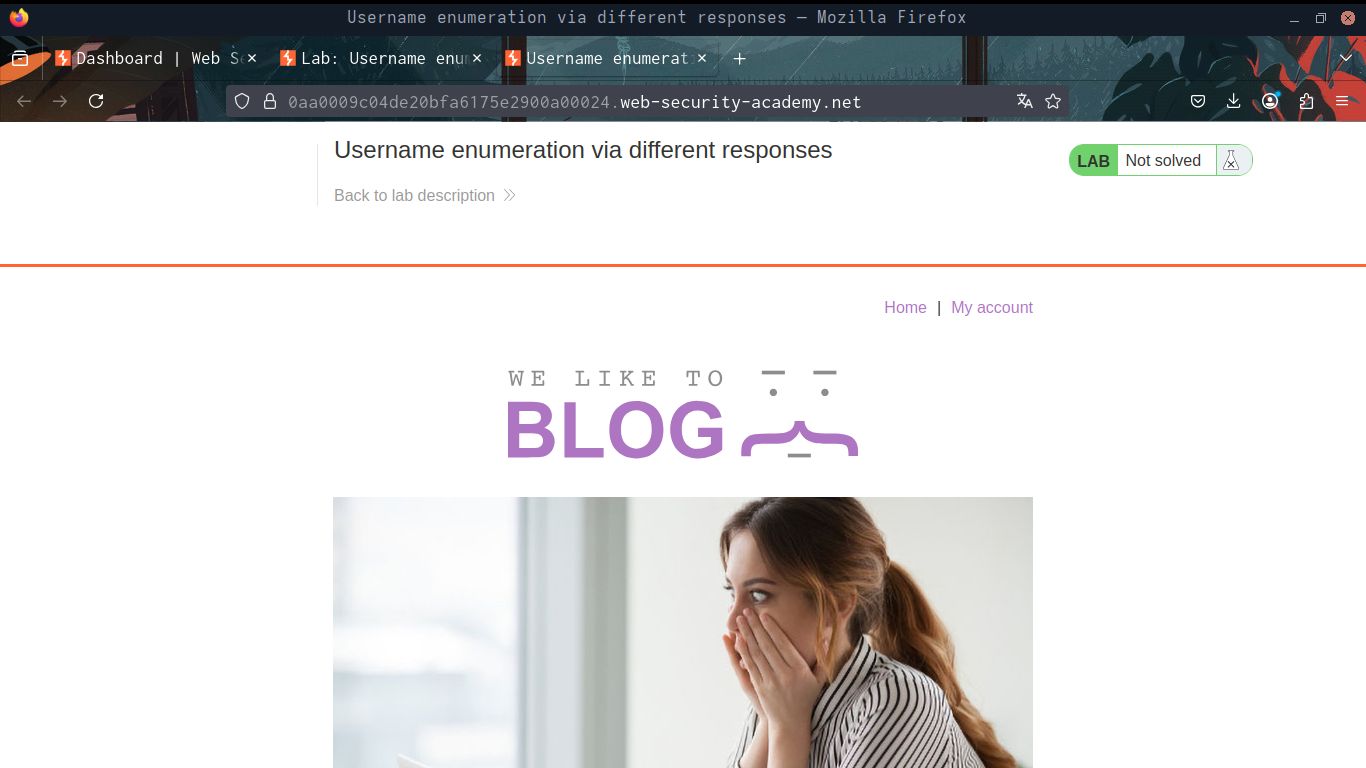 Username enumeration via different responses — Mozilla Firefox
Dashboard | Web S
Lab: Username enu
Username enumerat
0aa0009c04de20bfa6175e2900a00024.web-security-academy.net
Username enumeration via different responses
LAB Not solved
Back to lab description
Home | My account
WE LIKE TO
BLOG